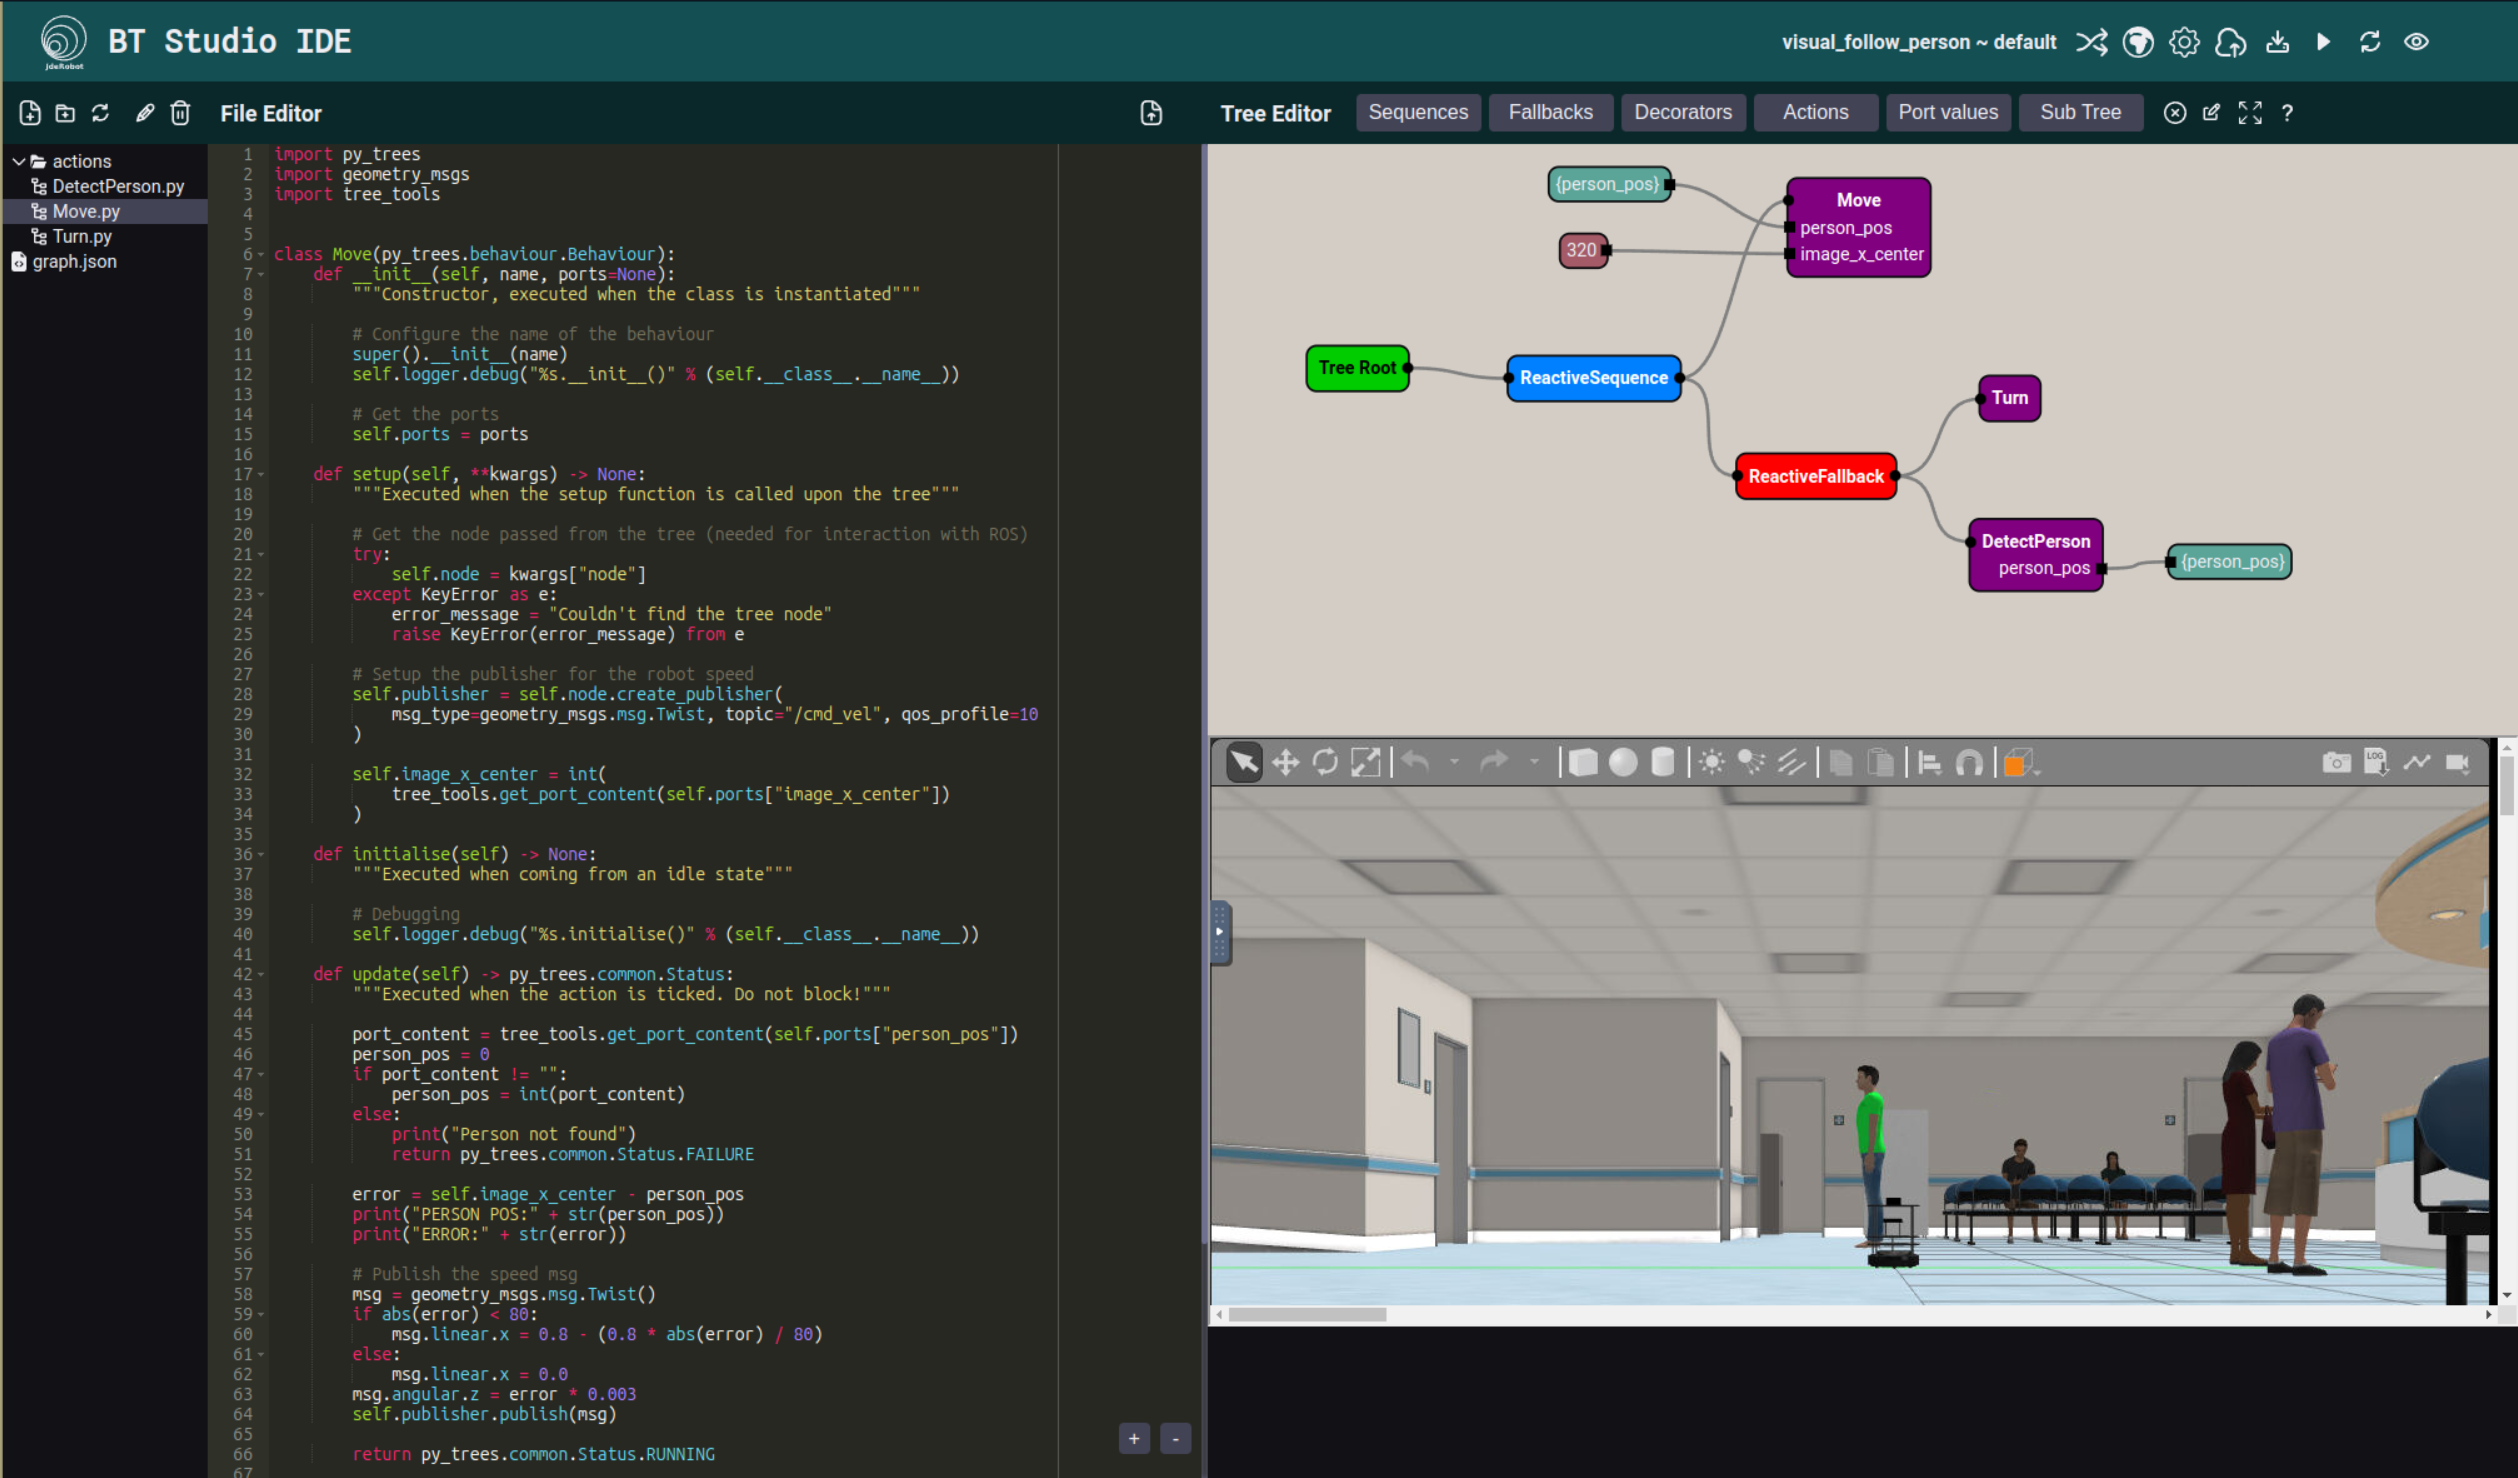 JdeRobot
BT Studio IDE
visual_follow_person ~ default
File Editor
Tree Editor
Sequences
Fallbacks
Decorators
Actions
Port values
Sub Tree
?
actions
DetectPerson.py
Move.py
Turn.py
graph.json
1 import py_trees
2 import geometry_msgs
3 import tree_tools
4
5
6 class Move(py_trees.behaviour.Behaviour):
7 def __init__(self, name, ports=None):
8 """Constructor, executed when the class is instantiated"""
9
10 # Configure the name of the behaviour
11 super().__init__(name)
12 self.logger.debug("%s.__init__()" % (self.__class__.__name__))
13
14 # Get the ports
15 self.ports = ports
16
17 def setup(self, **kwargs) -> None:
18 """Executed when the setup function is called upon the tree"""
19
20 # Get the node passed from the tree (needed for interaction with ROS)
21 try:
22 self.node = kwargs["node"]
23 except KeyError as e:
24 error_message = "Couldn't find the tree node"
25 raise KeyError(error_message) from e
26
27 # Setup the publisher for the robot speed
28 self.publisher = self.node.create_publisher(
29 msg_type=geometry_msgs.msg.Twist, topic="/cmd_vel", qos_profile=10
30 )
31
32 self.image_x_center = int(
33 tree_tools.get_port_content(self.ports["image_x_center"])
34 )
35
36 def initialise(self) -> None:
37 """Executed when coming from an idle state"""
38
39 # Debugging
40 self.logger.debug("%s.initialise()" % (self.__class__.__name__))
41
42 def update(self) -> py_trees.common.Status:
43 """Executed when the action is ticked. Do not block!"""
44
45 port_content = tree_tools.get_port_content(self.ports["person_pos"])
46 person_pos = 0
47 if port_content != "":
48 person_pos = int(port_content)
49 else:
50 print("Person not found")
51 return py_trees.common.Status.FAILURE
52
53 error = self.image_x_center - person_pos
54 print("PERSON POS:" + str(person_pos))
55 print("ERROR:" + str(error))
56
57 # Publish the speed msg
58 msg = geometry_msgs.msg.Twist()
59 if abs(error) < 80:
60 msg.linear.x = 0.8 - (0.8 * abs(error) / 80)
61 else:
62 msg.linear.x = 0.0
63 msg.angular.z = error * 0.003
64 self.publisher.publish(msg)
65
66 return py_trees.common.Status.RUNNING
67
+ -
{person_pos}
320
Move
person_pos
image_x_center
Tree Root
ReactiveSequence
Turn
ReactiveFallback
DetectPerson
person_pos
{person_pos}
LOG